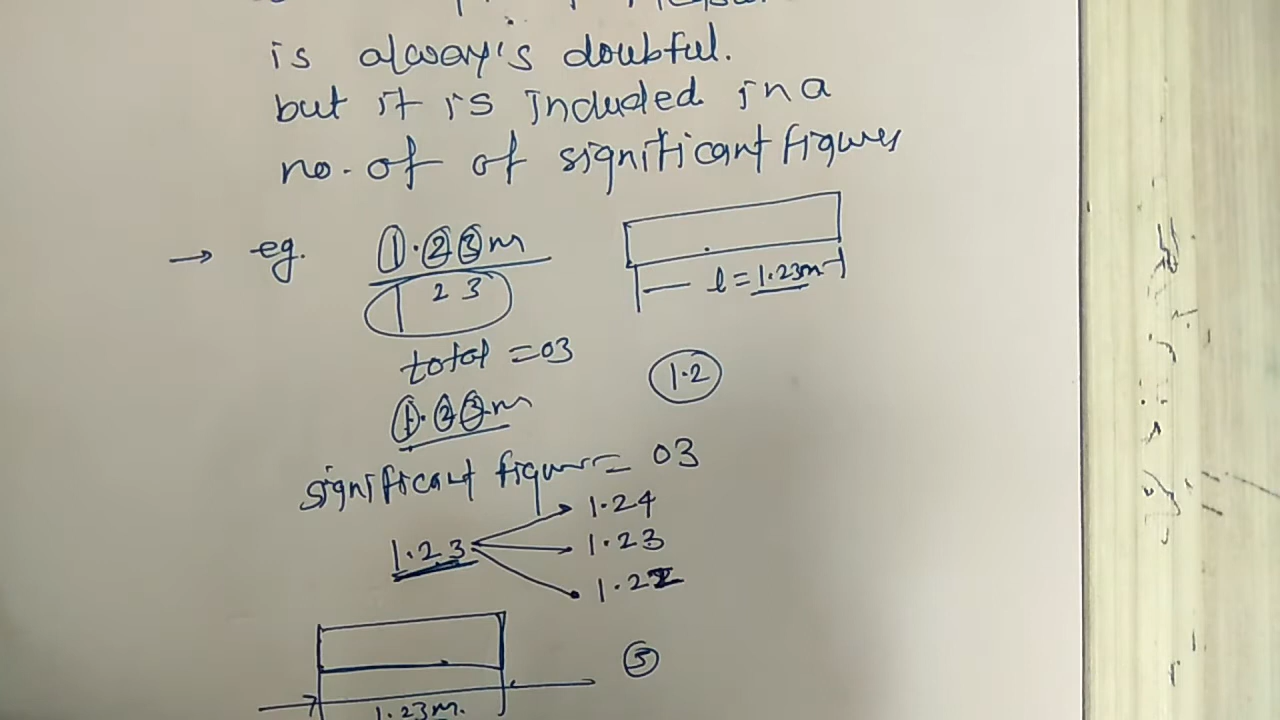 is alway's doubful.
but it is included in a
no. of of significant figures
→ eg. 1.23m
l = 1.23m
1 2 3
total = 03
1.2
1.23m
significant figure = 03
1.24
1.23 1.23
1.22
5
1.23m.